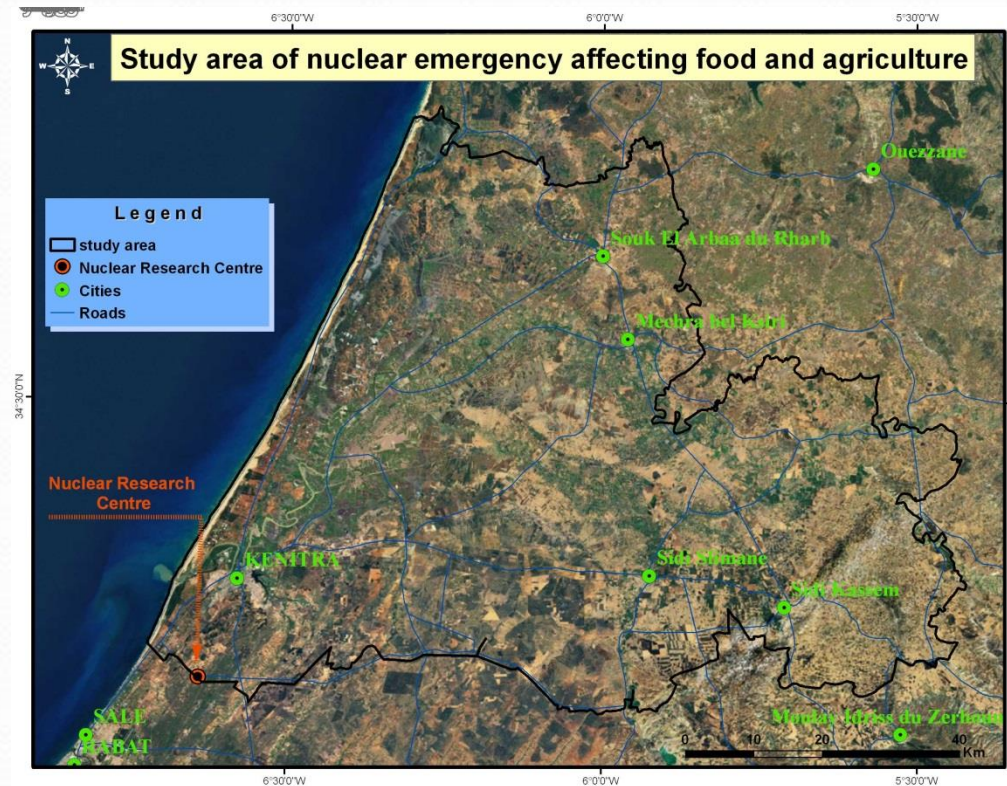 6°30'0"W
6°0'0"W
5°30'0"W
N
W
E
S
Study area of nuclear emergency affecting food and agriculture
Ouezzane
Legend
study area
Nuclear Research Centre
Cities
Roads
Souk El Arbaa du Rharb
Mechra bel Ksiri
34°30'0"N
Nuclear Research
Centre
KENITRA
Sidi Slimane
Sidi Kassem
SALE
RABAT
Moulay Idriss du Zerhoun
0 10 20 40
Km
6°30'0"W
6°0'0"W
5°30'0"W